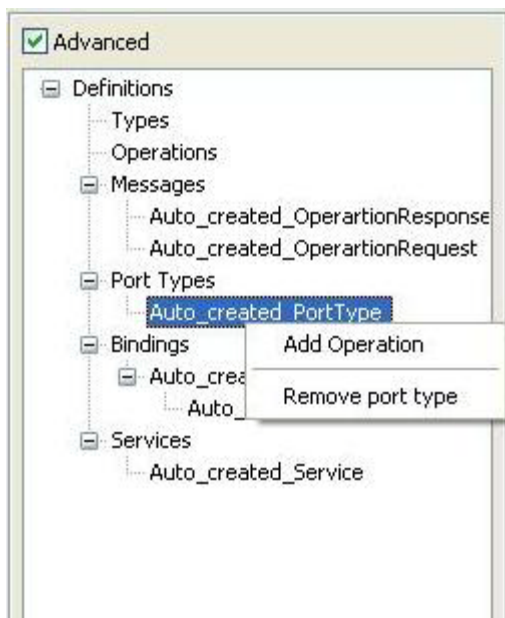 Advanced
Definitions
Types
Operations
Messages
Auto_created_OperartionResponse
Auto_created_OperartionRequest
Port Types
Auto_created_PortType
Bindings
Add Operation
Auto_crea
Auto_
Remove port type
Services
Auto_created_Service